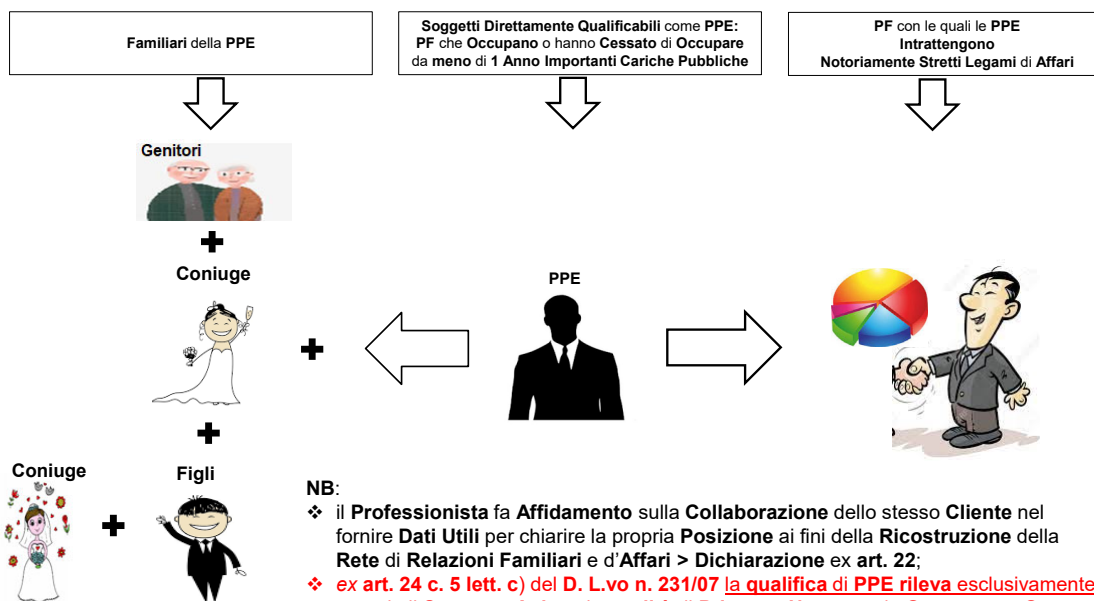 Familiari della PPE
Soggetti Direttamente Qualificabili come PPE:
PF che Occupano o hanno Cessato di Occupare
da meno di 1 Anno Importanti Cariche Pubbliche
PF con le quali le PPE
Intrattengono
Notoriamente Stretti Legami di Affari
Genitori
Coniuge
PPE
Coniuge
Figli
NB:
❖ il Professionista fa Affidamento sulla Collaborazione dello stesso Cliente nel
fornire Dati Utili per chiarire la propria Posizione ai fini della Ricostruzione della
Rete di Relazioni Familiari e d'Affari > Dichiarazione ex art. 22;
❖ ex art. 24 c. 5 lett. c) del D. L.vo n. 231/07 la qualifica di PPE rileva esclusivamente